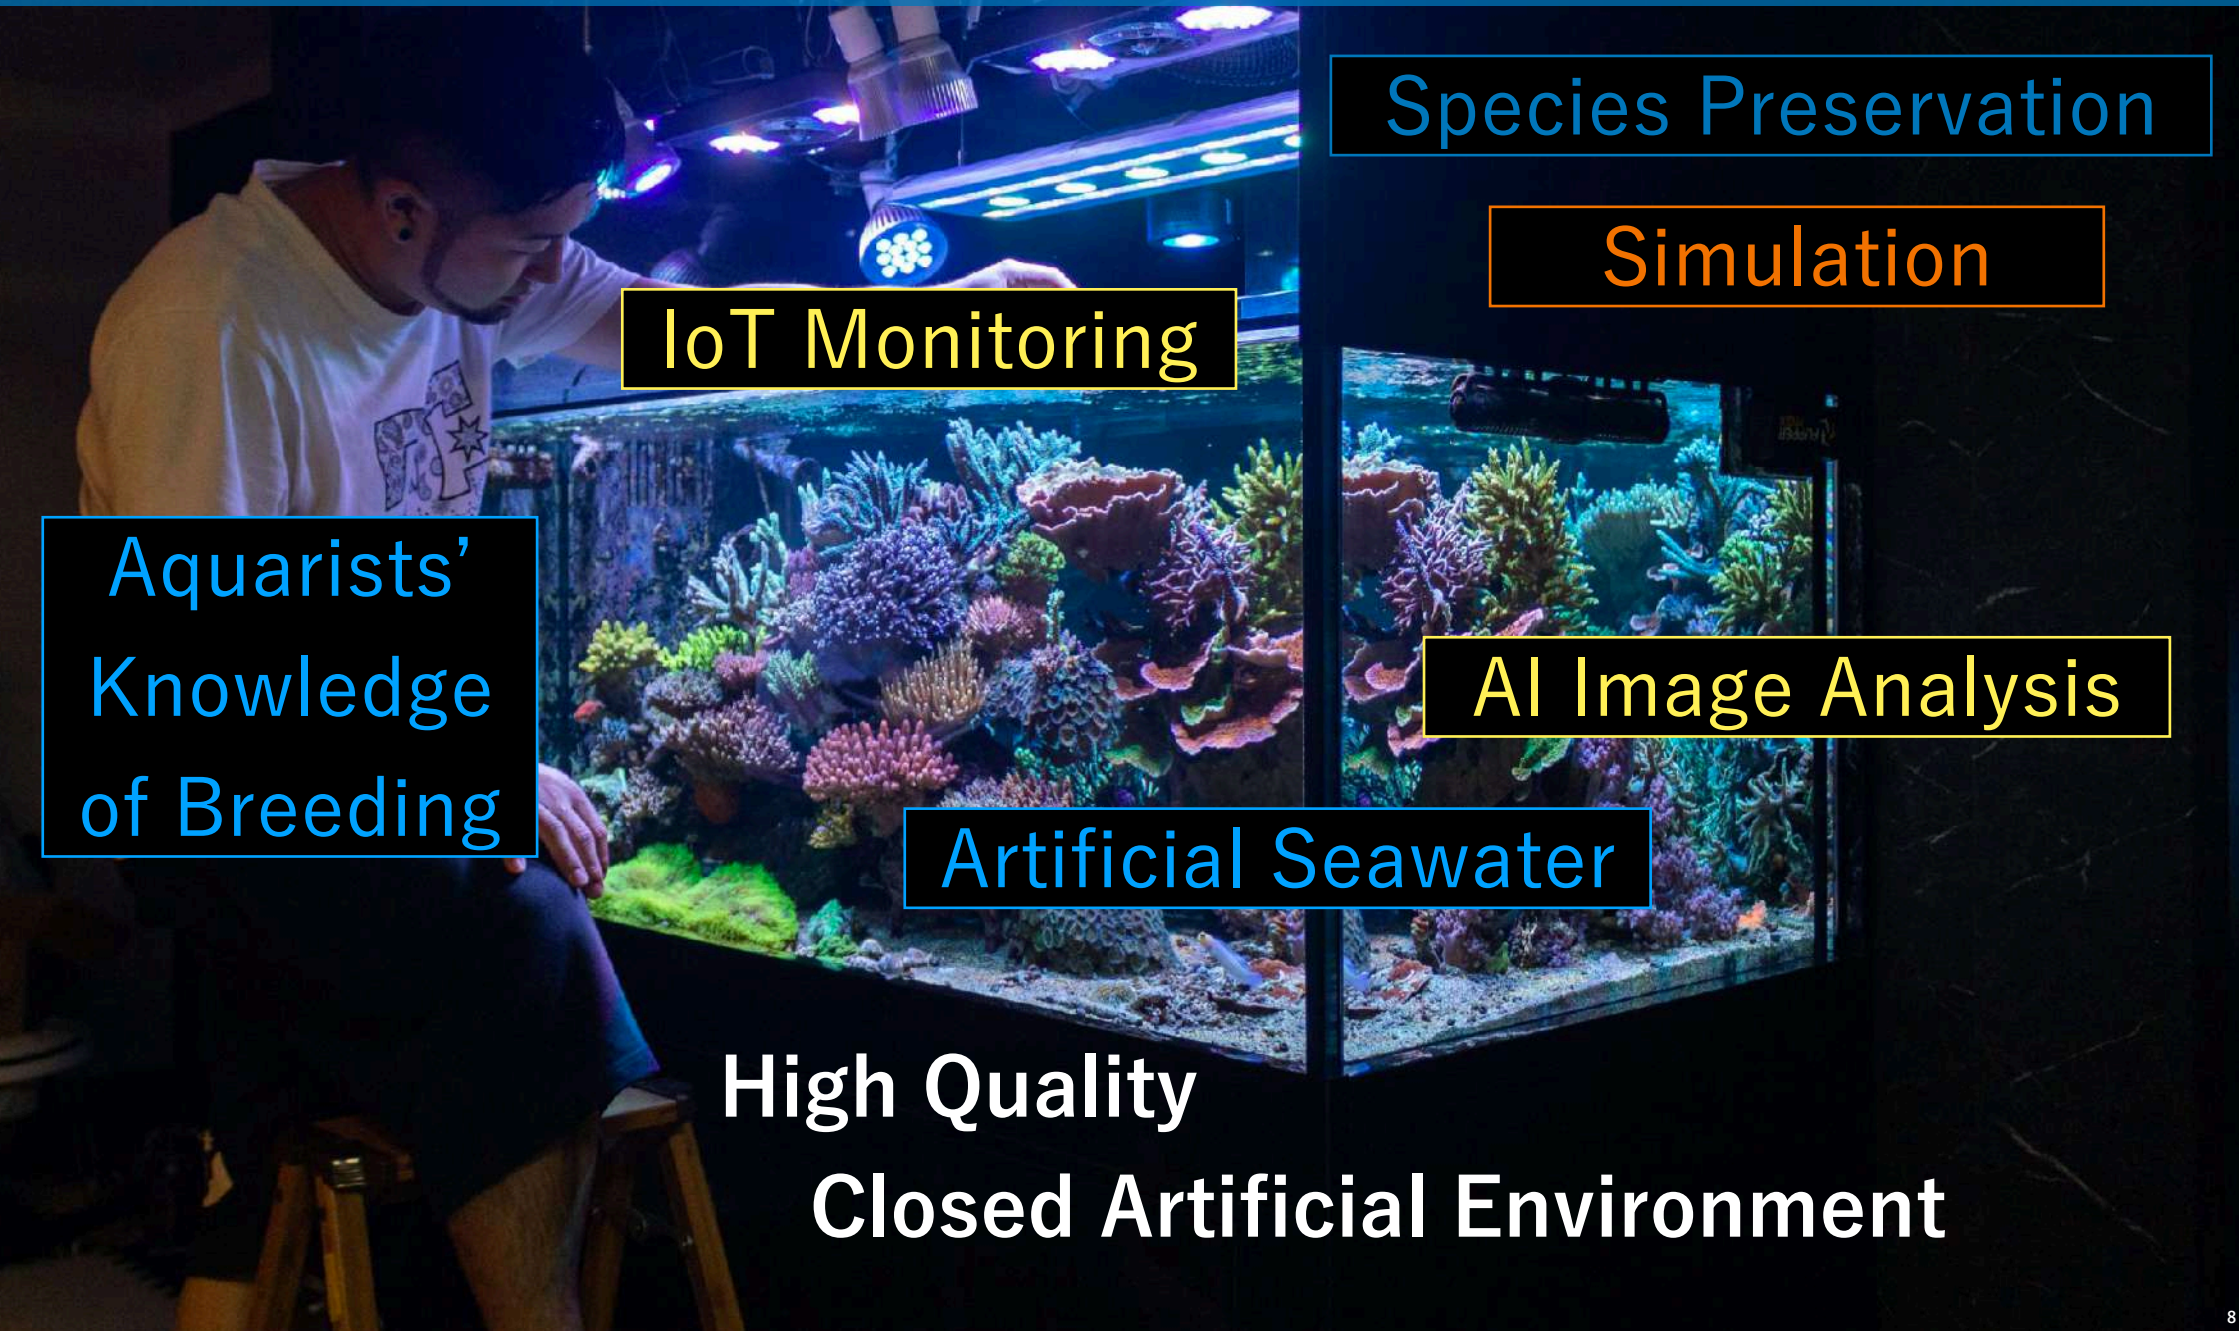 Species Preservation
Simulation
IoT Monitoring
Aquarists’
Knowledge
of Breeding
AI Image Analysis
Artificial Seawater
High Quality
Closed Artificial Environment
8